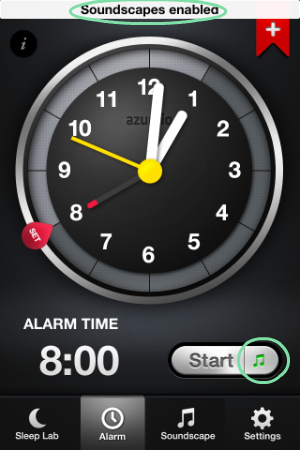 Soundscapes enabled
i
12
11
1
10
2
9
3
8
4
7
5
6
SET
ALARM TIME
8:00
Start
Sleep Lab
Alarm
Soundscape
Settings